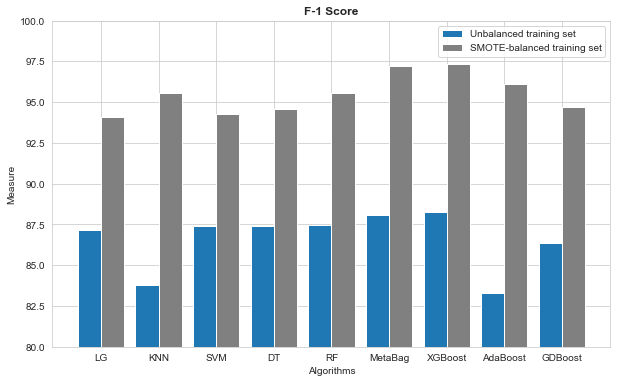 F-1 Score
Unbalanced training set
SMOTE-balanced training set
100.0
97.5
95.0
92.5
90.0
87.5
85.0
82.5
80.0
Measure
LG KNN SVM DT RF MetaBag XGBoost AdaBoost GDBoost
Algorithms